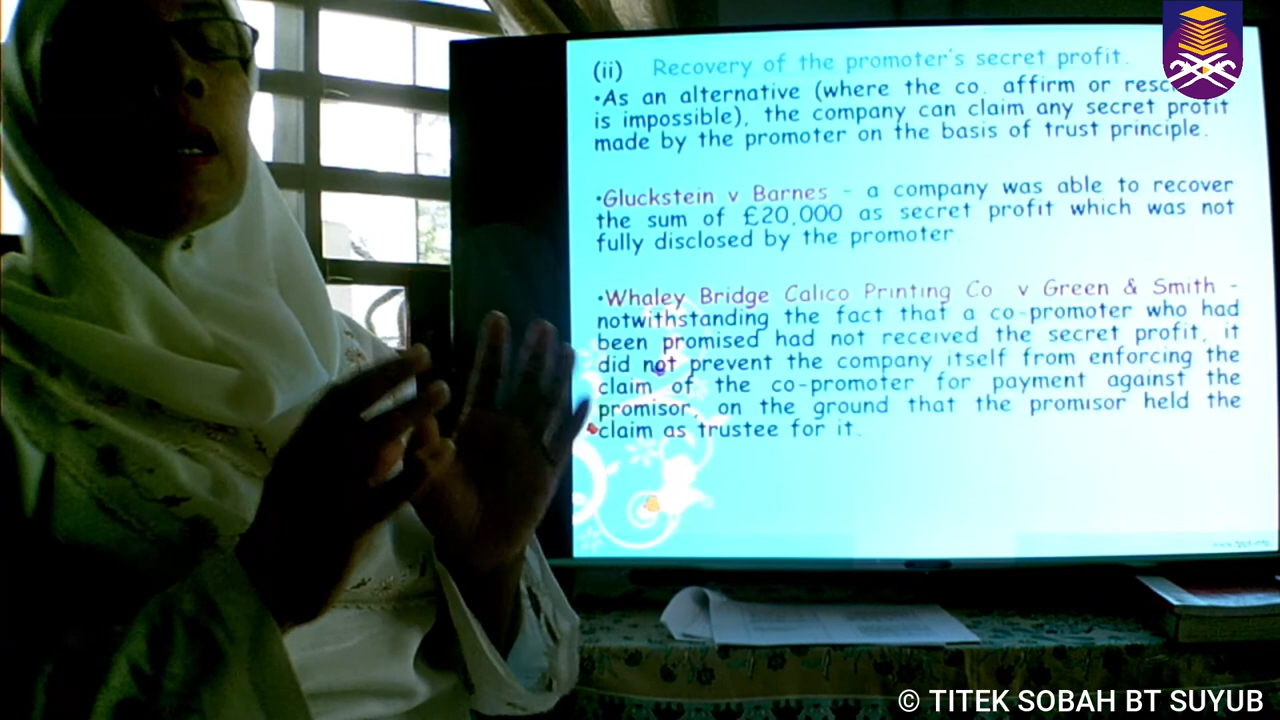 (ii) Recovery of the promoter's secret profit.
•As an alternative (where the co. affirm or resc
is impossible), the company can claim any secret profit
made by the promoter on the basis of trust principle.
•Gluckstein v Barnes - a company was able to recover
the sum of £20,000 as secret profit which was not
fully disclosed by the promoter.
•Whaley Bridge Calico Printing Co v Green & Smith -
notwithstanding the fact that a co-promoter who had
been promised had not received the secret profit, it
did not prevent the company itself from enforcing the
claim of the co-promoter for payment against the
promisor, on the ground that the promisor held the
claim as trustee for it.
© TITEK SOBAH BT SUYUB